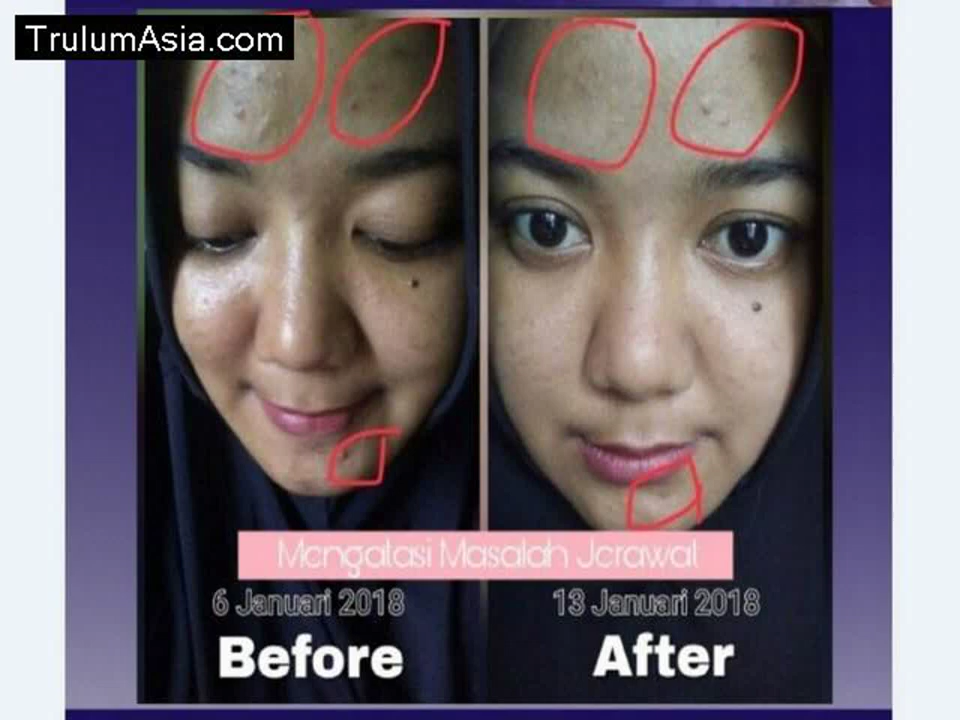 TrulumAsia.com
Mengatasi Masalah Jerawat
6 Januari 2018
13 Januari 2018
Before
After